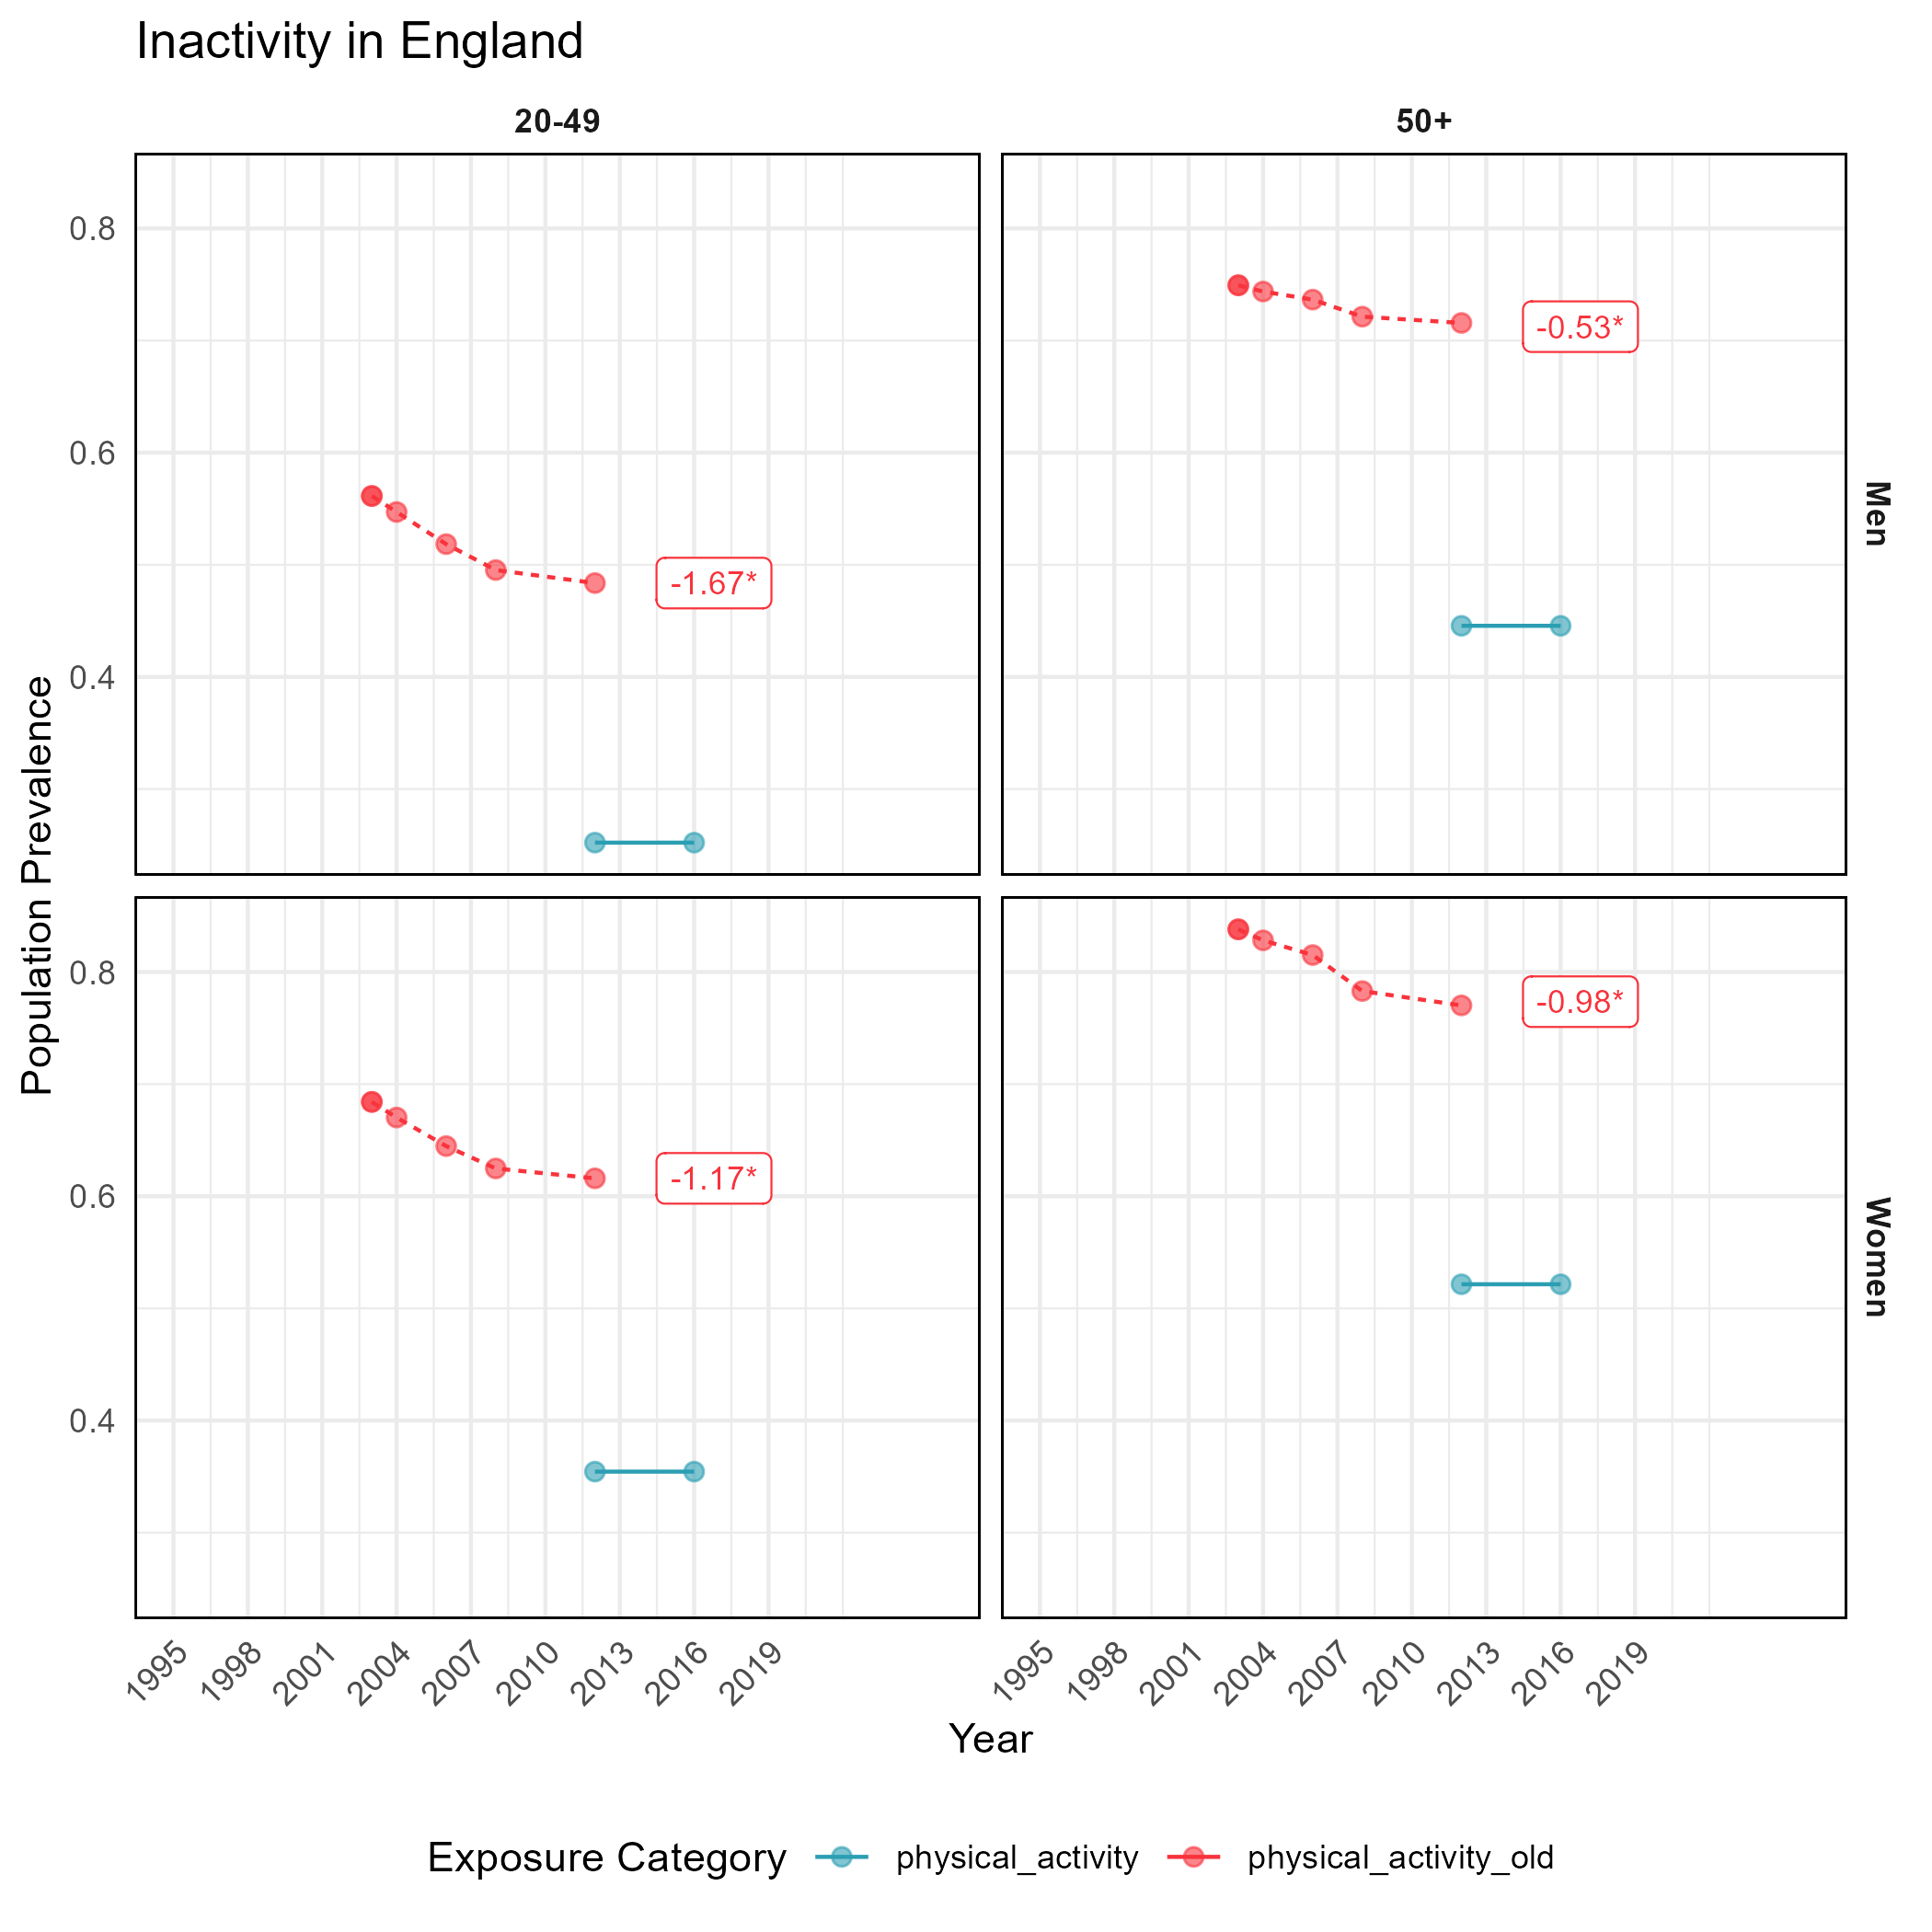 Inactivity in England
20-49
50+
0.8
0.6
0.4
-1.67*
-0.53*
Men
Population Prevalence
0.8
0.6
0.4
-1.17*
-0.98*
Women
1995 1998 2001 2004 2007 2010 2013 2016 2019
1995 1998 2001 2004 2007 2010 2013 2016 2019
Year
Exposure Category physical_activity physical_activity_old